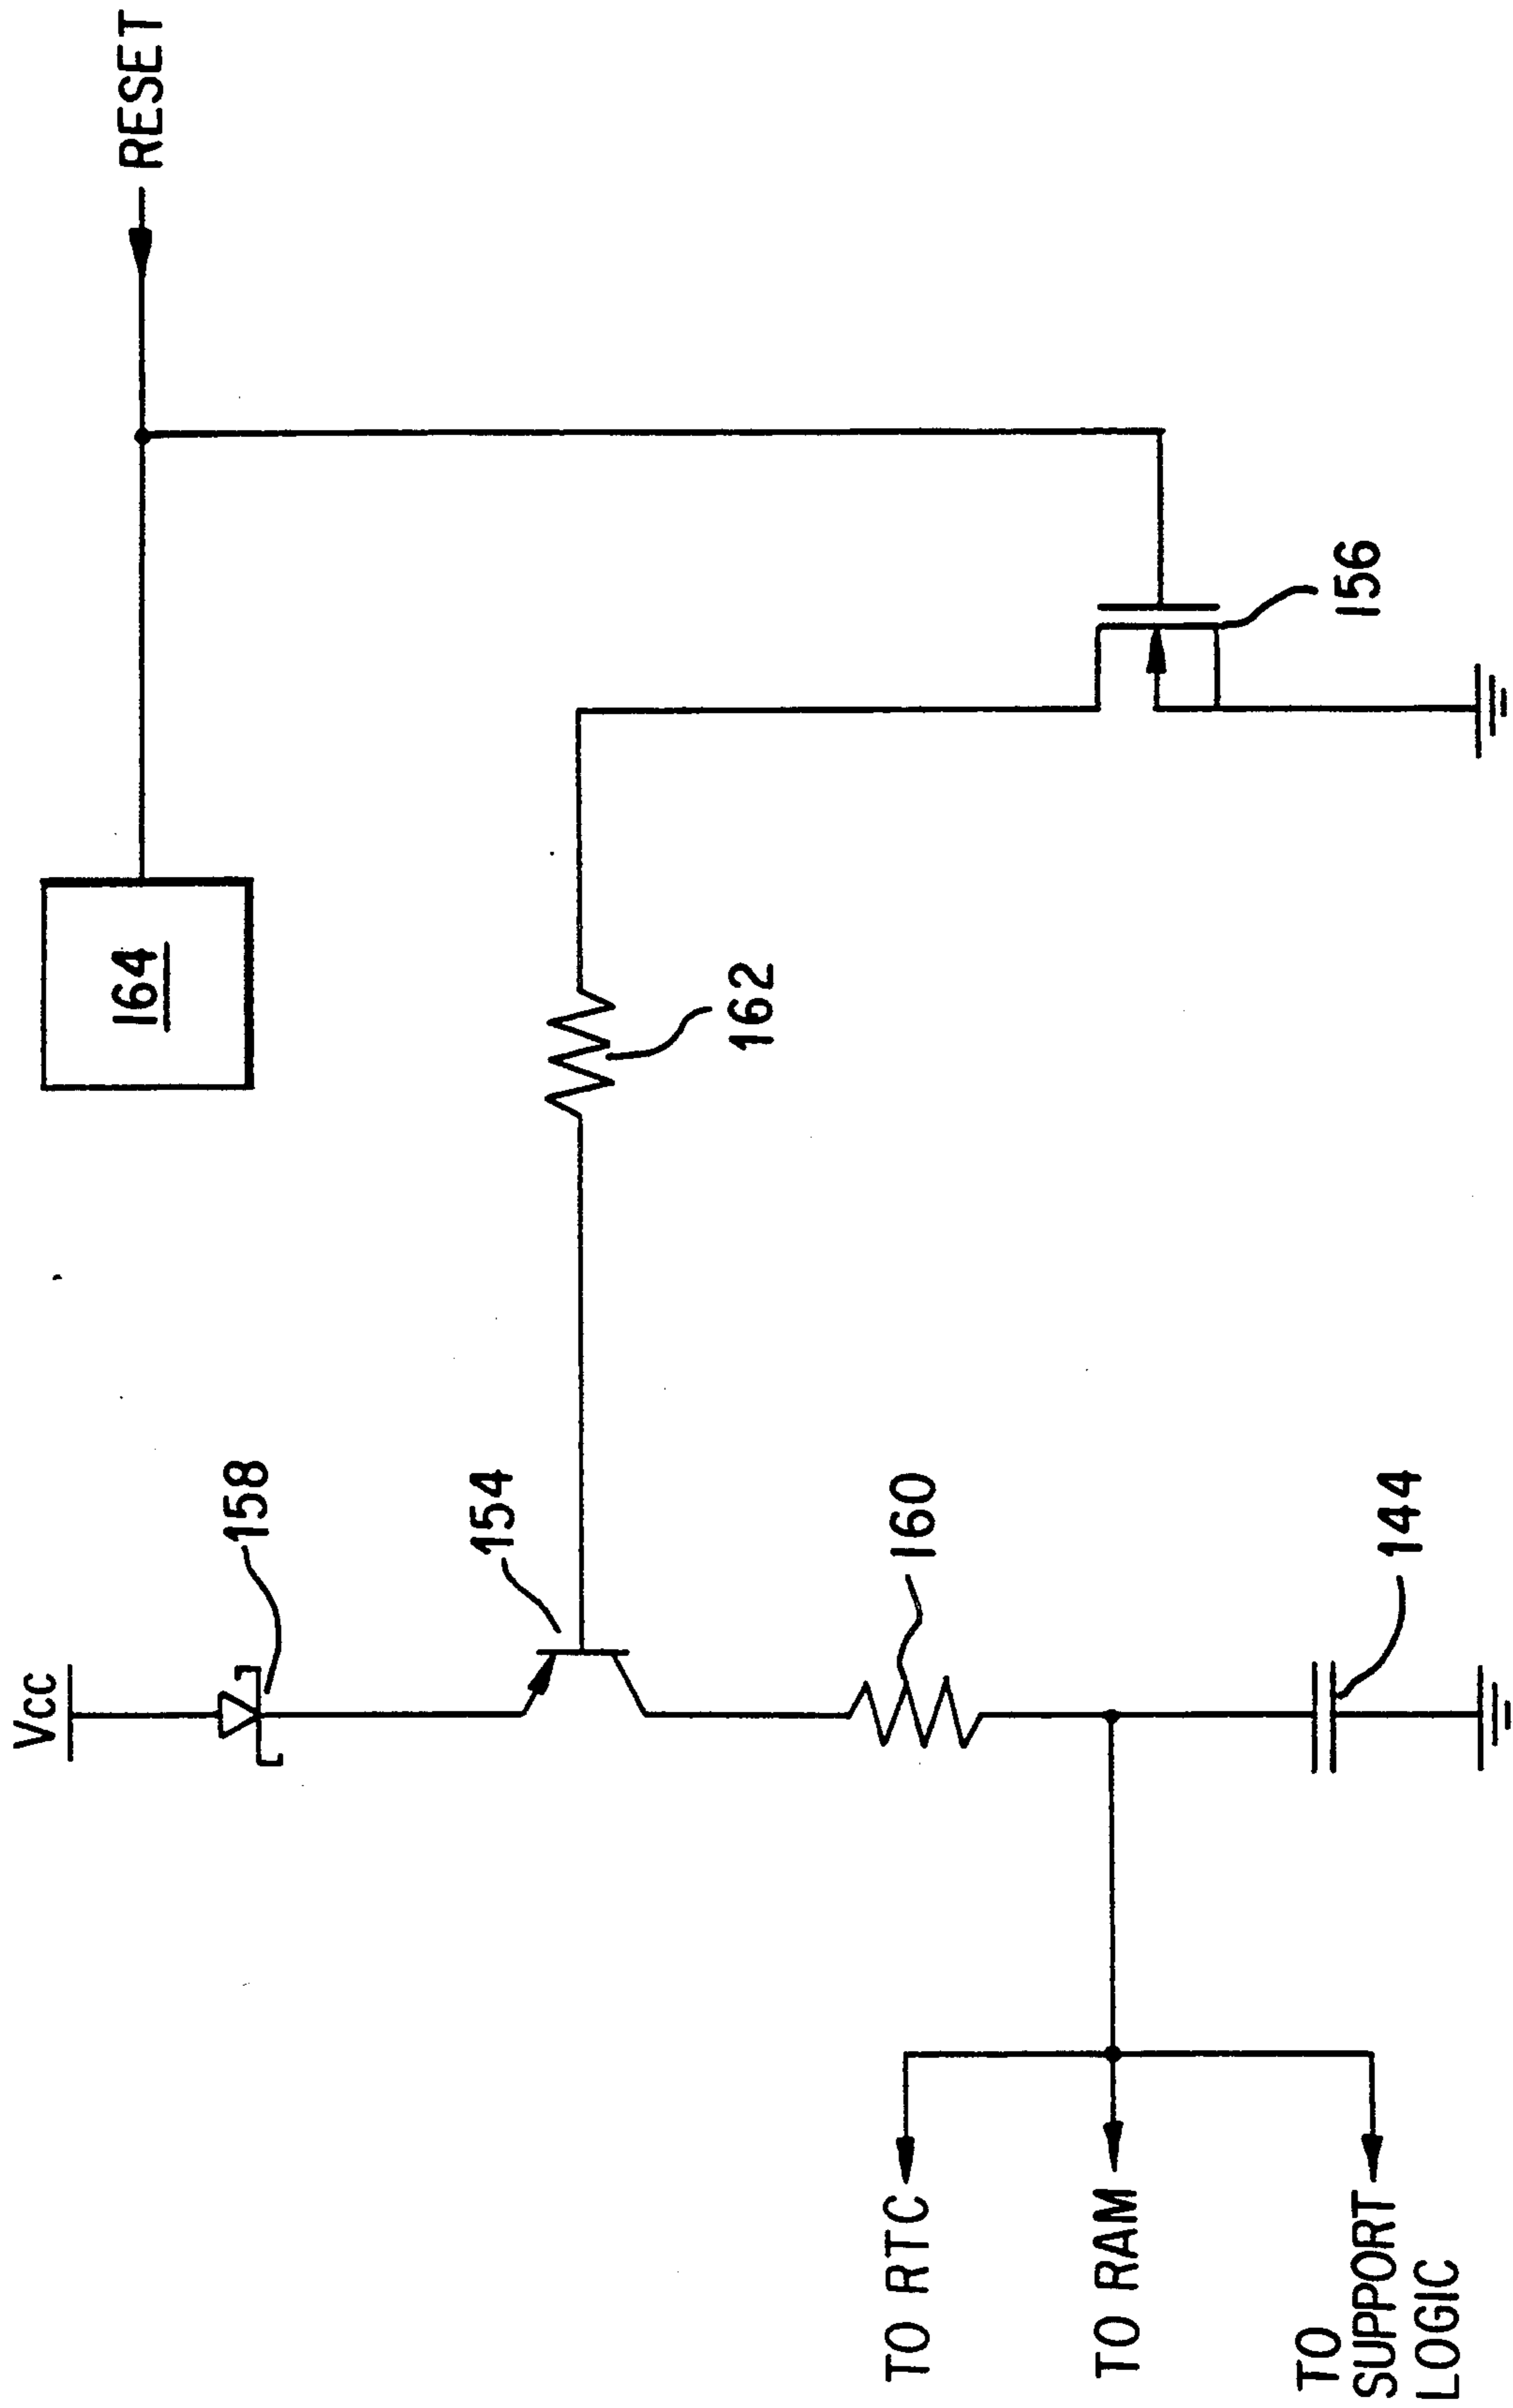 Vcc
158
154
160
144
162
164
156
RESET
TO RTC
TO RAM
TO
SUPPORT
LOGIC